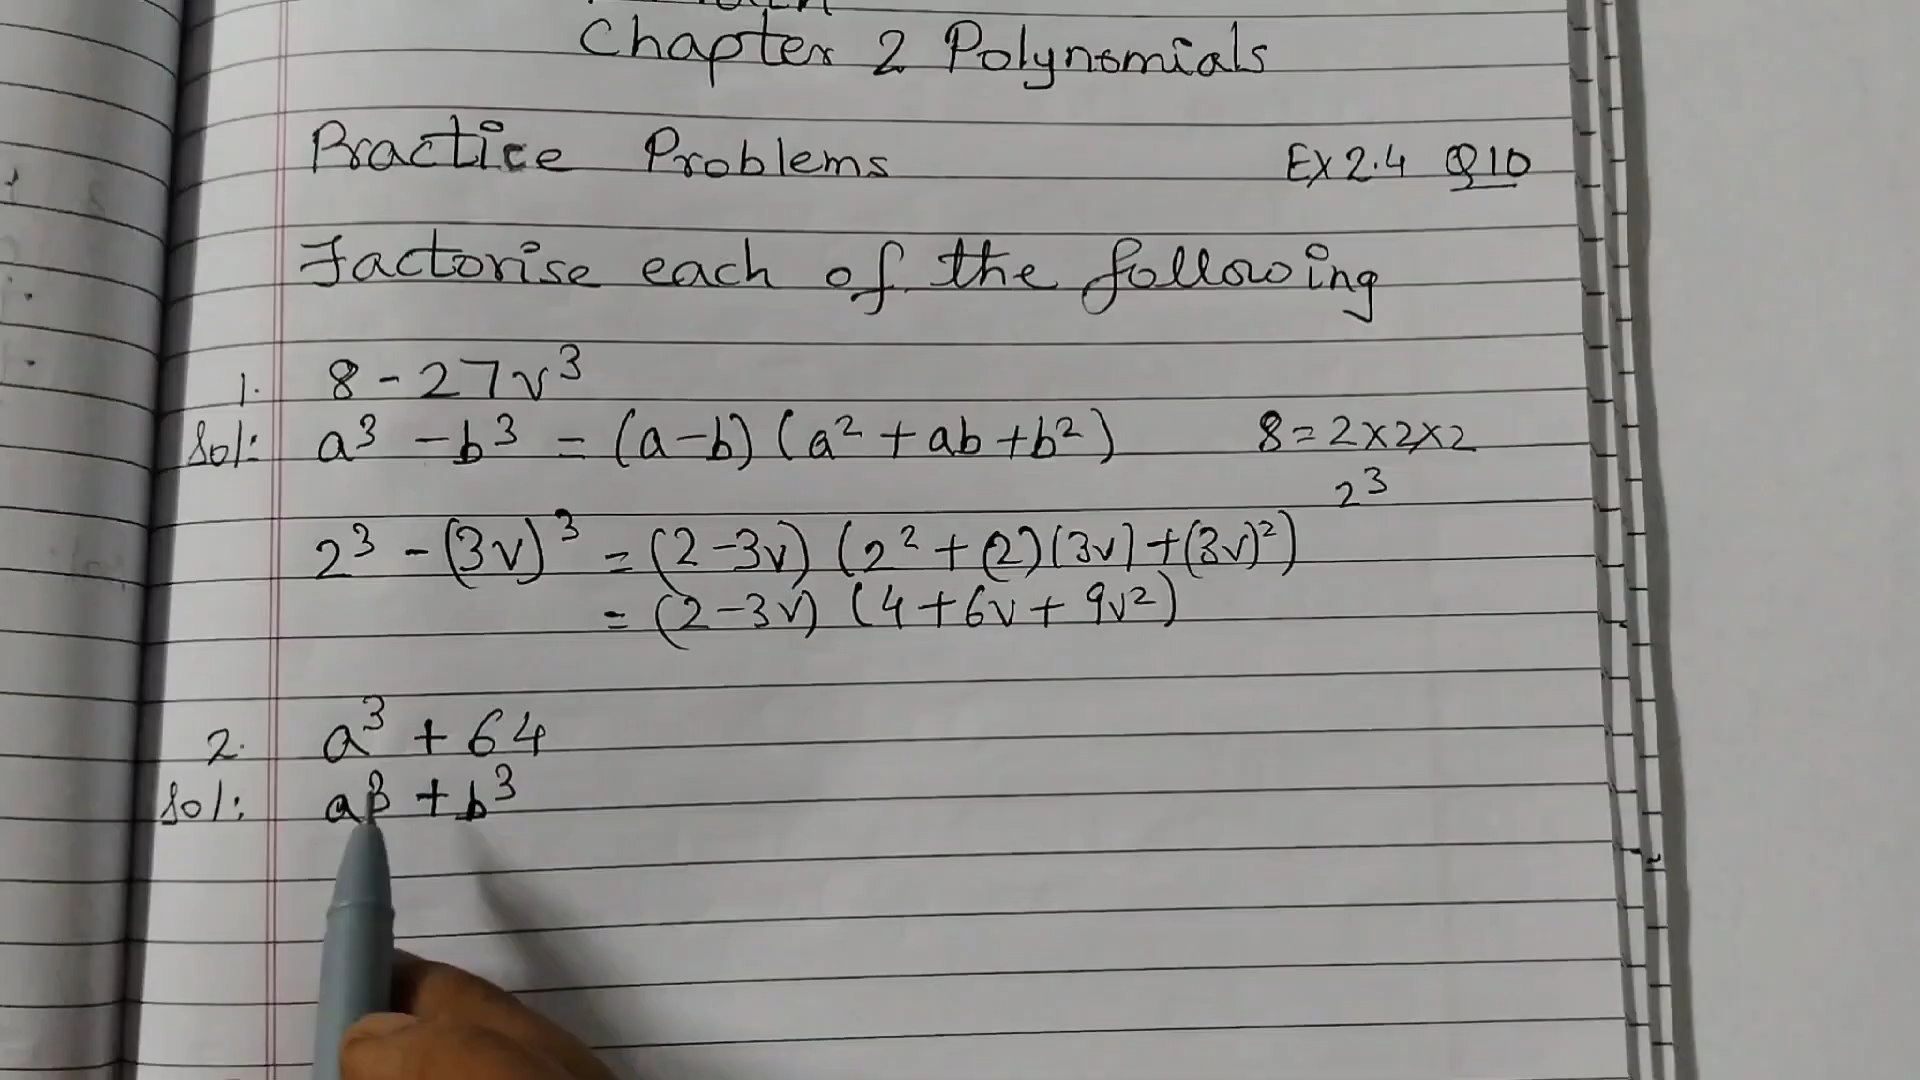 Chapter 2 Polynomials
Practice Problems Ex 2.4 Q10
Factorise each of the following
1. 8 - 27v³
Sol: a³ - b³ = (a-b) (a² + ab + b²) 8 = 2×2×2
2³
2³ - (3v)³ = (2-3v) (2² + (2)(3v) + (3v)²)
= (2-3v) (4 + 6v + 9v²)
2. a³ + 64
Sol: a³ + b³